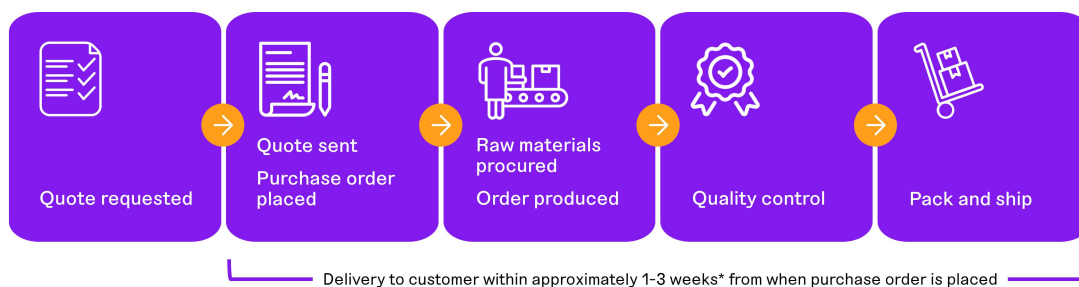 Quote requested
Quote sent
Purchase order
placed
Raw materials
procured
Order produced
Quality control
Pack and ship
Delivery to customer within approximately 1-3 weeks* from when purchase order is placed